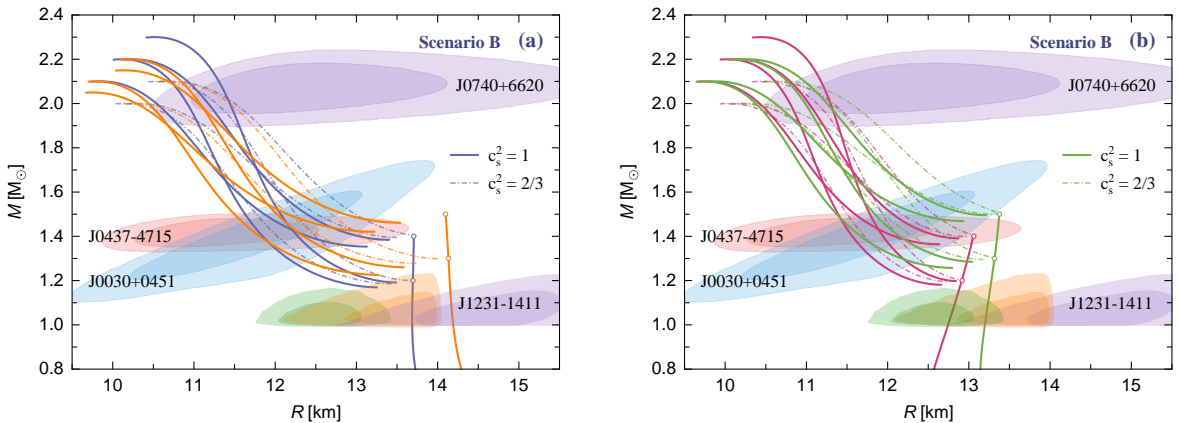 Scenario B (a)
2.4
2.2
2.0
1.8
1.6
1.4
1.2
1.0
0.8
M [M⊙]
J0740+6620
c_s^2 = 1
c_s^2 = 2/3
J0437-4715
J0030+0451
J1231-1411
10 11 12 13 14 15
R [km]
Scenario B (b)
2.4
2.2
2.0
1.8
1.6
1.4
1.2
1.0
0.8
M [M⊙]
J0740+6620
c_s^2 = 1
c_s^2 = 2/3
J0437-4715
J0030+0451
J1231-1411
10 11 12 13 14 15
R [km]